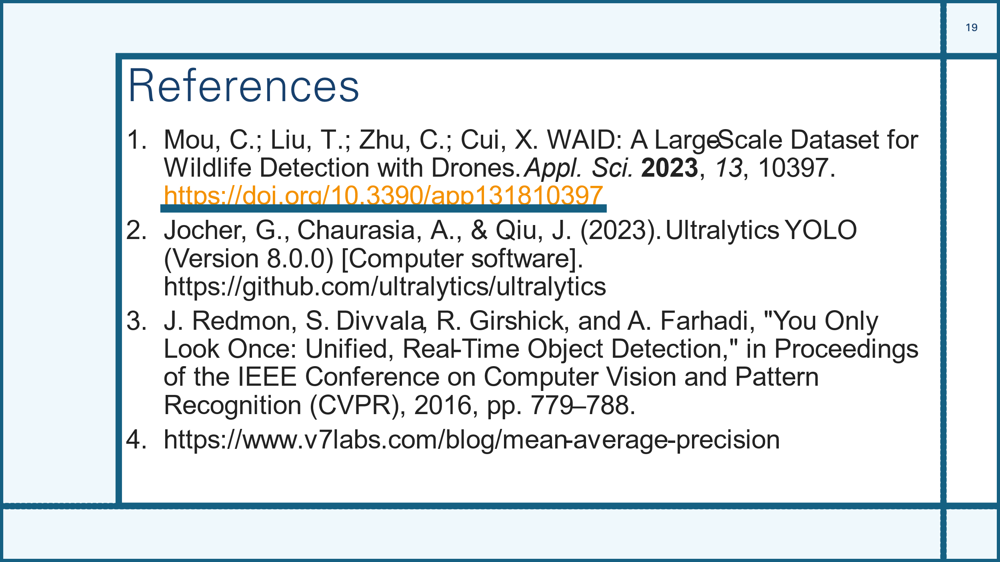 19
References
1. Mou, C.; Liu, T.; Zhu, C.; Cui, X. WAID: A Large-Scale Dataset for
Wildlife Detection with Drones. Appl. Sci. 2023, 13, 10397.
https://doi.org/10.3390/app131810397
2. Jocher, G., Chaurasia, A., & Qiu, J. (2023). Ultralytics YOLO
(Version 8.0.0) [Computer software].
https://github.com/ultralytics/ultralytics
3. J. Redmon, S. Divvala, R. Girshick, and A. Farhadi, "You Only
Look Once: Unified, Real-Time Object Detection," in Proceedings
of the IEEE Conference on Computer Vision and Pattern
Recognition (CVPR), 2016, pp. 779–788.
4. https://www.v7labs.com/blog/mean-average-precision